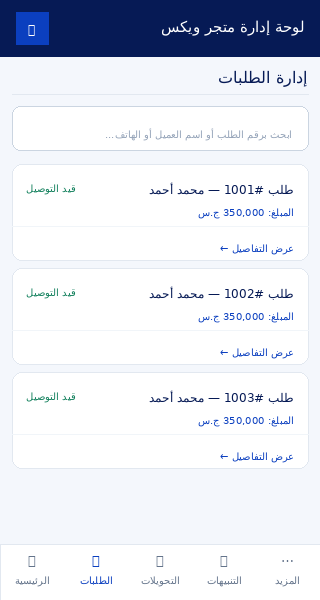 لوحة إدارة متجر ويكس
إدارة الطلبات
ابحث برقم الطلب أو اسم العميل أو الهاتف...
طلب #1001 — محمد أحمد
قيد التوصيل
المبلغ: 350,000 ج.س
عرض التفاصيل ←
طلب #1002 — محمد أحمد
قيد التوصيل
المبلغ: 350,000 ج.س
عرض التفاصيل ←
طلب #1003 — محمد أحمد
قيد التوصيل
المبلغ: 350,000 ج.س
عرض التفاصيل ←
المزيد
التنبيهات
التحويلات
الطلبات
الرئيسية